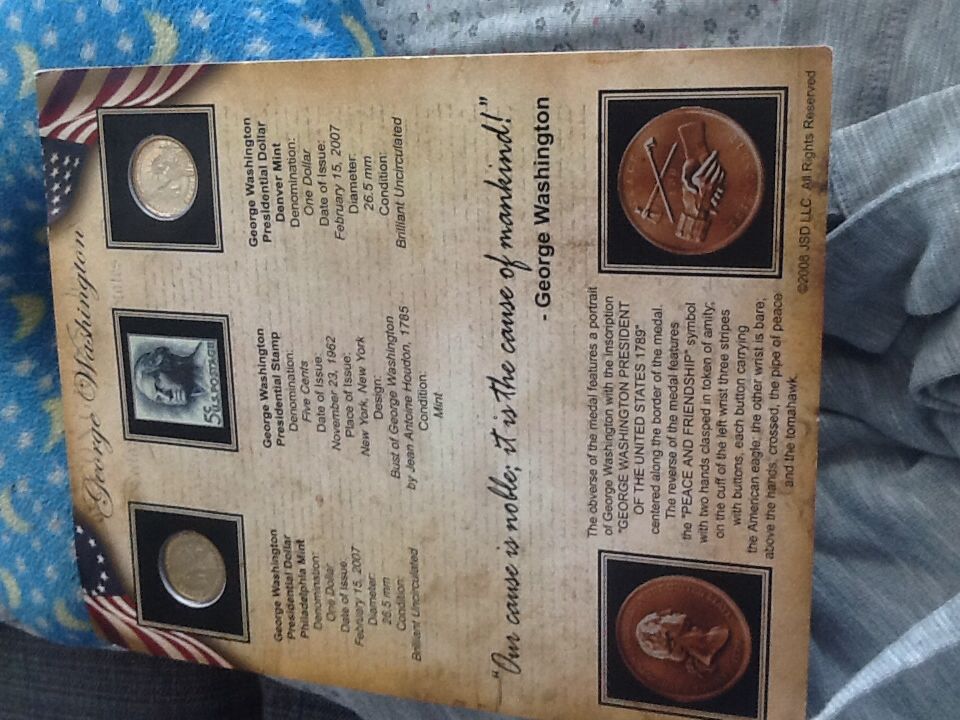 George Washington
George Washington
Presidential Dollar
Philadelphia Mint
Denomination:
One Dollar
Date of Issue:
February 15, 2007
Diameter:
26.5 mm
Condition:
Brilliant Uncirculated
5¢
U.S. POSTAGE
George Washington
Presidential Stamp
Denomination:
Five Cents
Date of Issue:
November 23, 1962
Place of Issue:
New York, New York
Design:
Bust of George Washington
by Jean Antoine Houdon, 1785
Condition:
Mint
George Washington
Presidential Dollar
Denver Mint
Denomination:
One Dollar
Date of Issue:
February 15, 2007
Diameter:
26.5 mm
Condition:
Brilliant Uncirculated
"Our cause is noble; it is the cause of mankind!"
- George Washington
The obverse of the medal features a portrait
of George Washington with the Inscription
"GEORGE WASHINGTON PRESIDENT
OF THE UNITED STATES 1789"
centered along the border of the medal.
The reverse of the medal features
the "PEACE AND FRIENDSHIP" symbol
with two hands clasped in token of amity;
on the cuff of the left wrist three stripes
with buttons, each button carrying
the American eagle; the other wrist is bare;
above the hands, crossed, the pipe of peace
and the tomahawk.
©2008 JSD LLC. All Rights Reserved